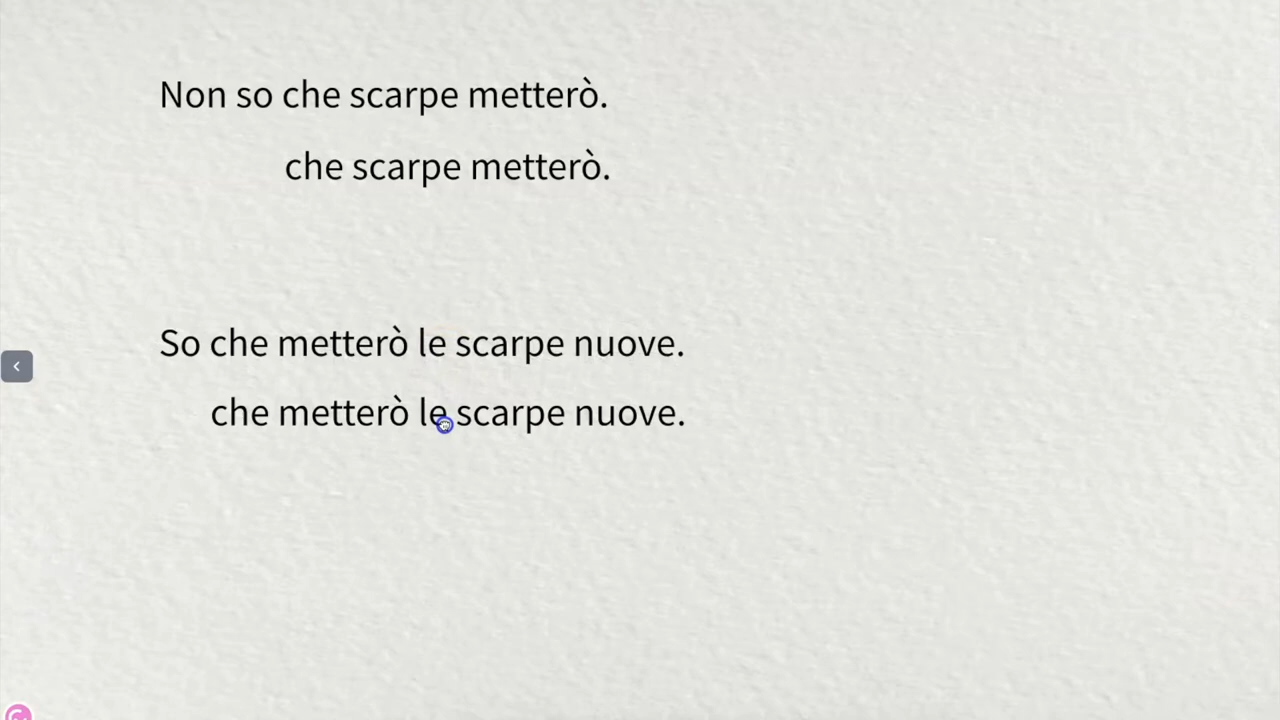 Non so che scarpe metterò.
che scarpe metterò.
So che metterò le scarpe nuove.
che metterò le scarpe nuove.